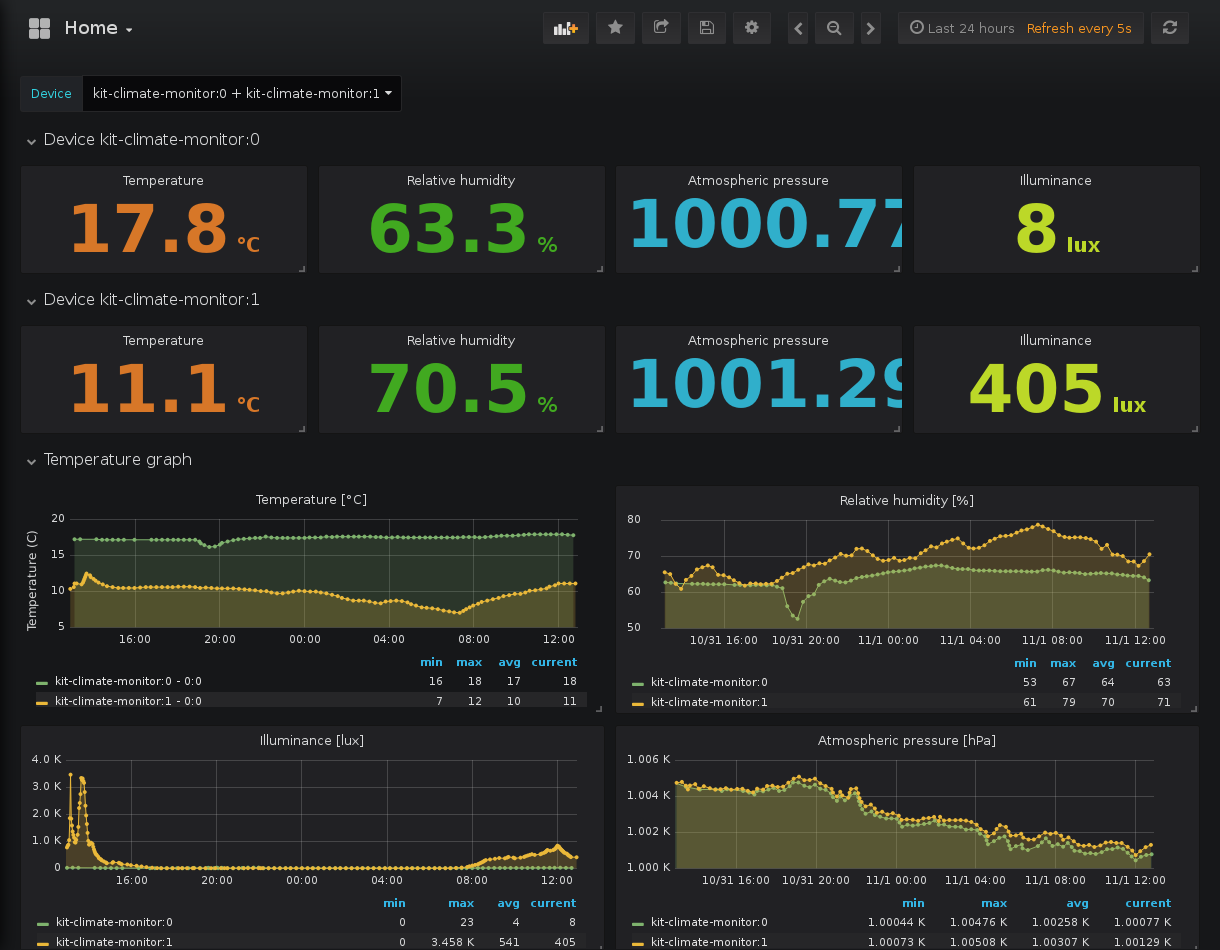 Home
Last 24 hours Refresh every 5s
Device kit-climate-monitor:0 + kit-climate-monitor:1
Device kit-climate-monitor:0
Temperature Relative humidity Atmospheric pressure Illuminance
17.8 °C 63.3 % 1000.77 8 lux
Device kit-climate-monitor:1
Temperature Relative humidity Atmospheric pressure Illuminance
11.1 °C 70.5 % 1001.29 405 lux
Temperature graph
Temperature [°C]
Temperature (C)
20
15
10
5
16:00 20:00 00:00 04:00 08:00 12:00
min max avg current
kit-climate-monitor:0 - 0:0 16 18 17 18
kit-climate-monitor:1 - 0:0 7 12 10 11
Relative humidity [%]
80
70
60
50
10/31 16:00 10/31 20:00 11/1 00:00 11/1 04:00 11/1 08:00 11/1 12:00
min max avg current
kit-climate-monitor:0 53 67 64 63
kit-climate-monitor:1 61 79 70 71
Illuminance [lux]
4.0 K
3.0 K
2.0 K
1.0 K
0
16:00 20:00 00:00 04:00 08:00 12:00
min max avg current
kit-climate-monitor:0 0 23 4 8
kit-climate-monitor:1 0 3.458 K 541 405
Atmospheric pressure [hPa]
1.006 K
1.004 K
1.002 K
1.000 K
10/31 16:00 10/31 20:00 11/1 00:00 11/1 04:00 11/1 08:00 11/1 12:00
min max avg current
kit-climate-monitor:0 1.00044 K 1.00476 K 1.00258 K 1.00077 K
kit-climate-monitor:1 1.00073 K 1.00508 K 1.00307 K 1.00129 K